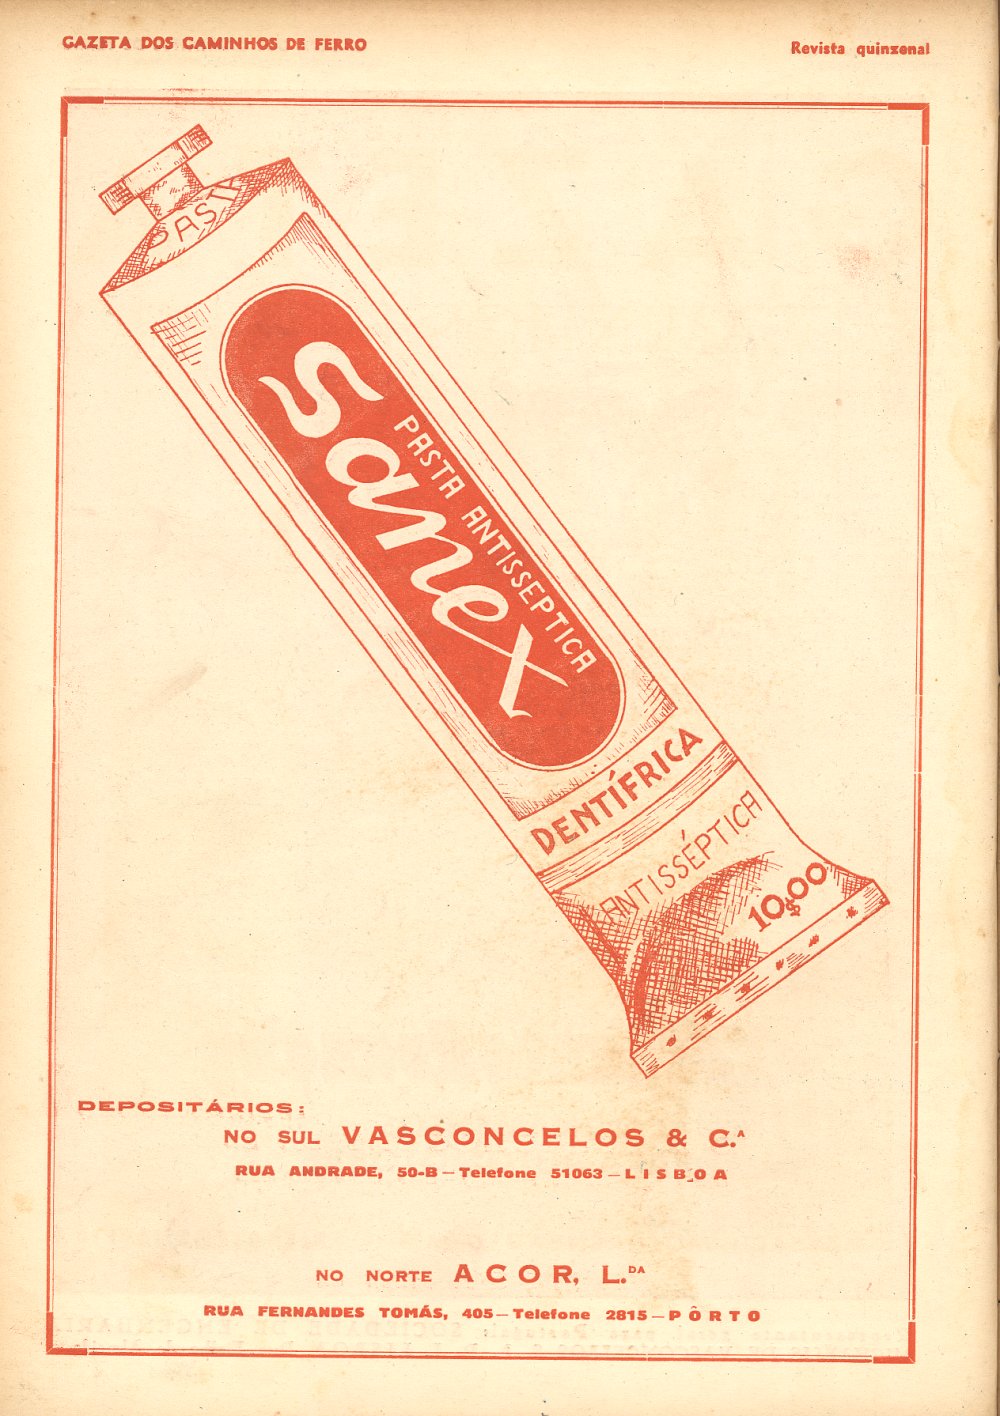 GAZETA DOS CAMINHOS DE FERRO
Revista quinzenal
PASTA
Sanex
PASTA ANTISSEPTICA
DENTÍFRICA
ANTISSÉPTICA
10$00
DEPOSITÁRIOS:
NO SUL VASCONCELOS & C.ᴬ
RUA ANDRADE, 50-B — Telefone 51063 — LISBOA
NO NORTE ACOR, L.ᴰᴬ
RUA FERNANDES TOMÁS, 405 — Telefone 2815 — PÔRTO